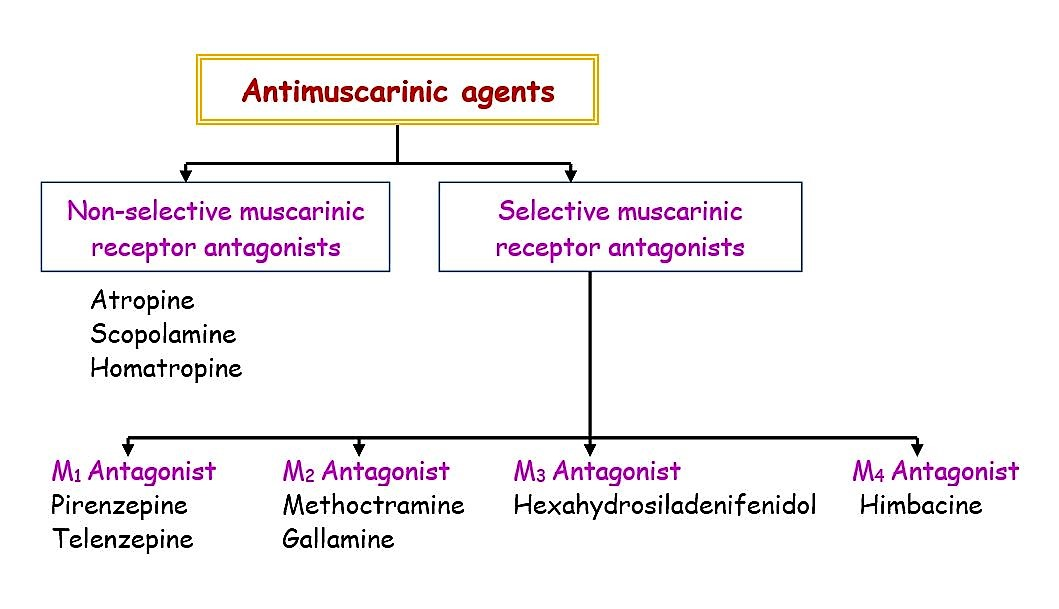 Antimuscarinic agents
Non-selective muscarinic
receptor antagonists
Selective muscarinic
receptor antagonists
Atropine
Scopolamine
Homatropine
M₁ Antagonist
Pirenzepine
Telenzepine
M₂ Antagonist
Methoctramine
Gallamine
M₃ Antagonist
Hexahydrosiladenifenidol
M₄ Antagonist
Himbacine